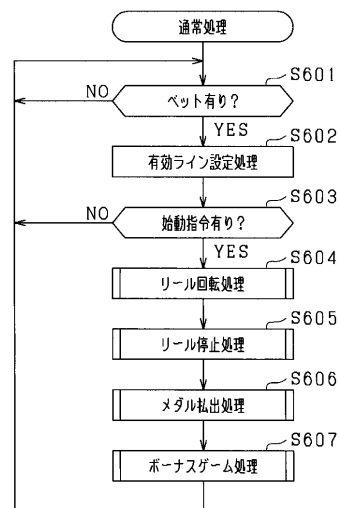 通常処理
S601
ベット有り?
NO
YES
S602
有効ライン設定処理
S603
始動指令有り?
NO
YES
S604
リール回転処理
S605
リール停止処理
S606
メダル払出処理
S607
ボーナスゲーム処理